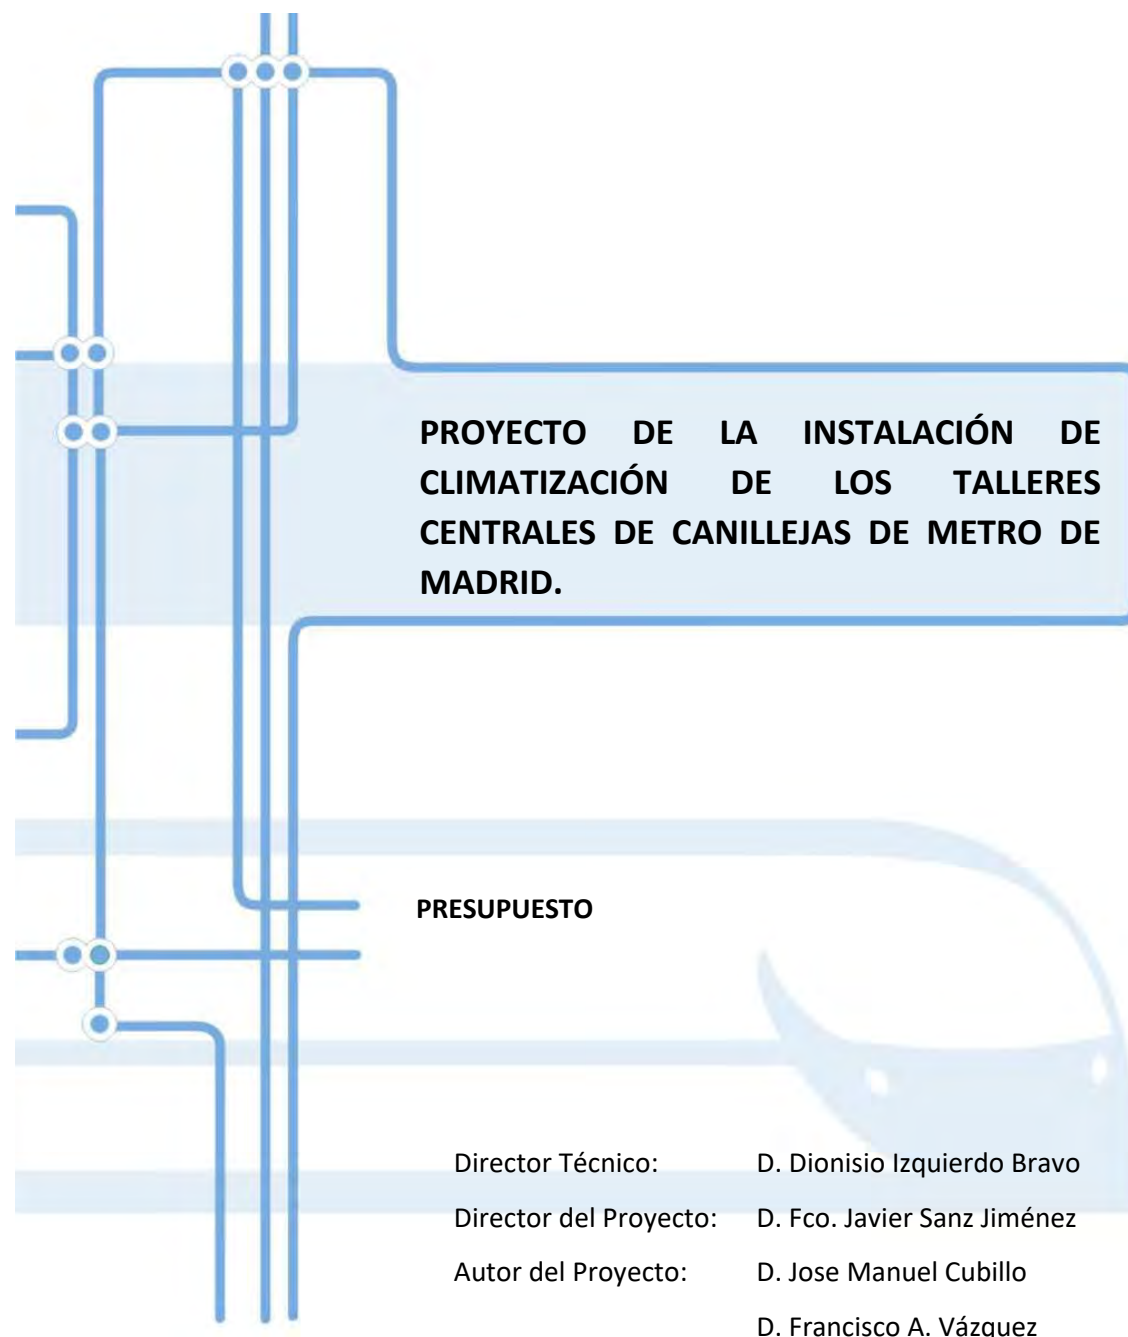 PROYECTO DE LA INSTALACIÓN DE
CLIMATIZACIÓN DE LOS TALLERES
CENTRALES DE CANILLEJAS DE METRO DE
MADRID.
PRESUPUESTO
Director Técnico: D. Dionisio Izquierdo Bravo
Director del Proyecto: D. Fco. Javier Sanz Jiménez
Autor del Proyecto: D. Jose Manuel Cubillo
D. Francisco A. Vázquez